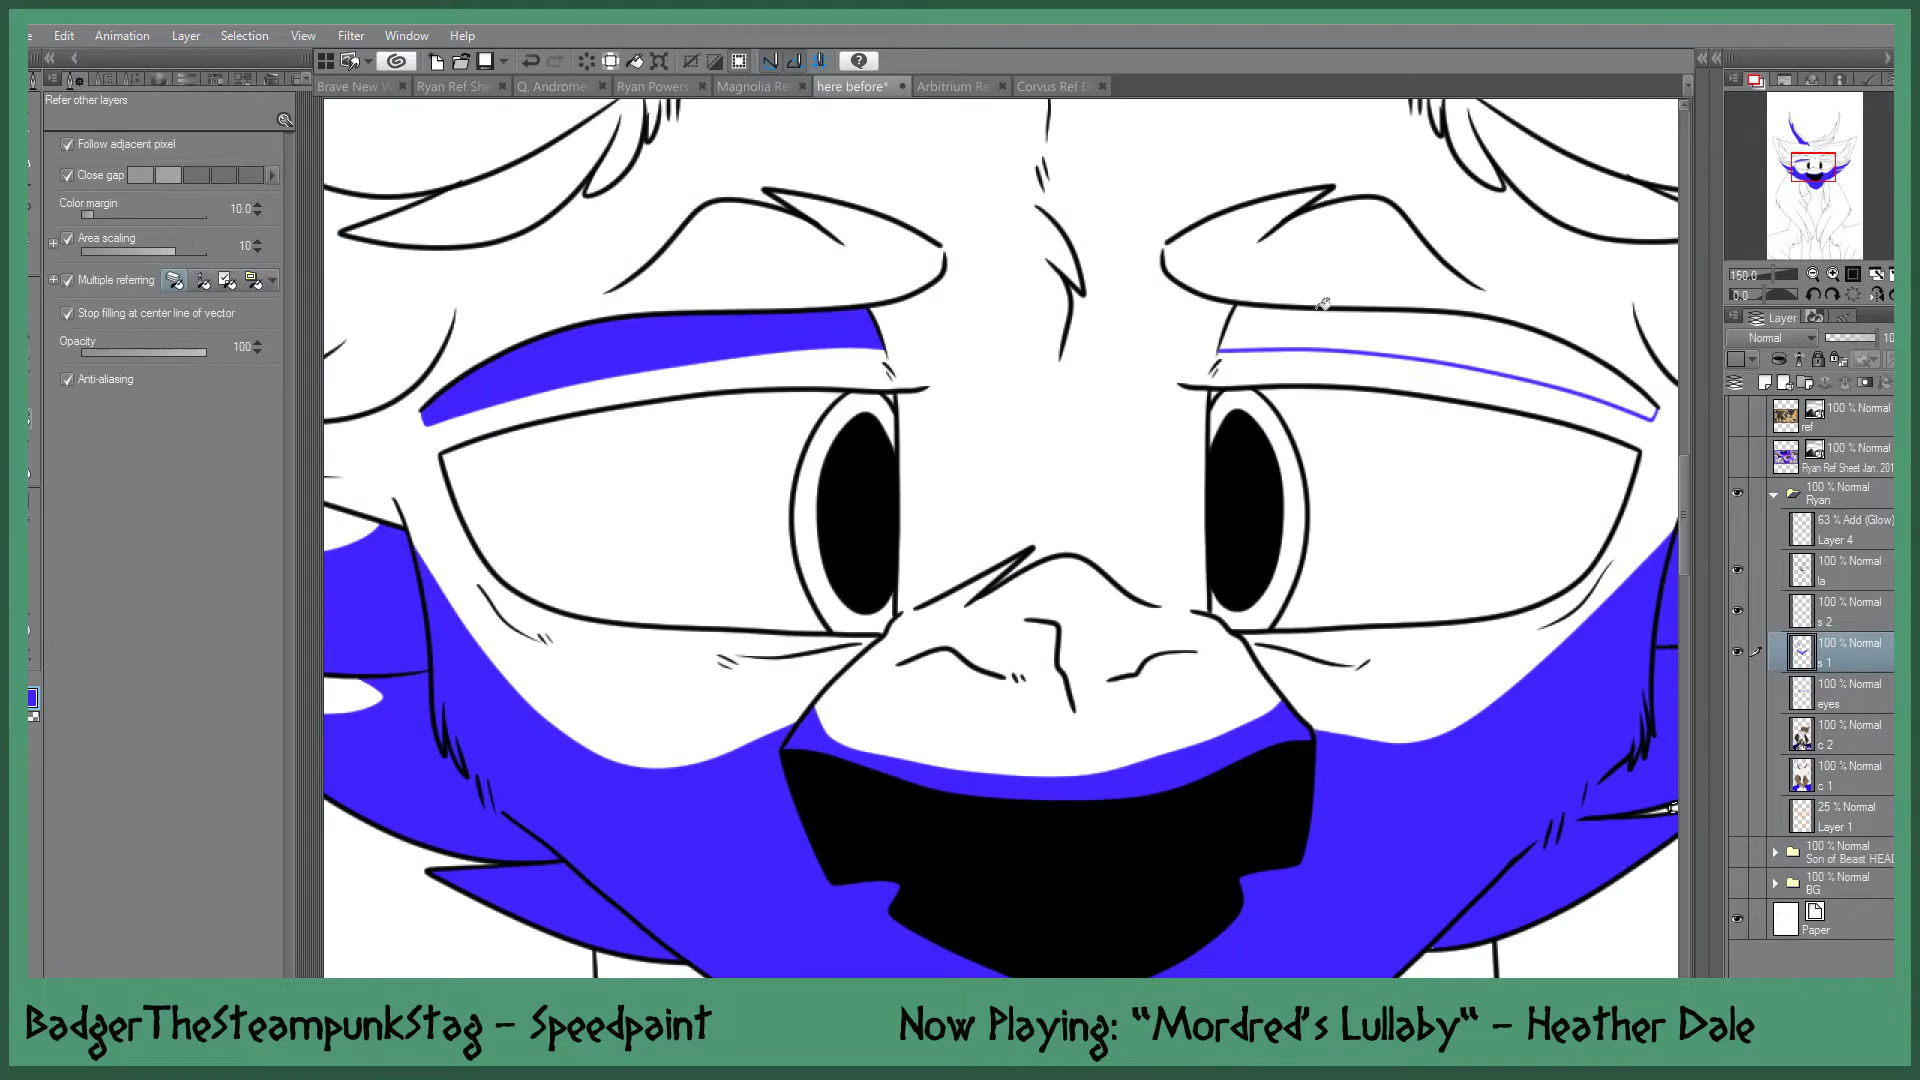 Edit Animation Layer Selection View Filter Window Help
Brave New Ryan Ref She Q. Androme Ryan Powers Magnolia Re here before* Arbitrium Re Corvus Ref D
Refer other layers
Follow adjacent pixel
Close gap
Color margin 10.0
Area scaling 10
Multiple referring
Stop filling at center line of vector
Opacity 100
Anti-aliasing
150.0
0.0
Layer
Normal 10
100 % Normal
ref
100 % Normal
Ryan Ref Sheet Jan. 201
100 % Normal
Ryan
63 % Add (Glow)
Layer 4
100 % Normal
la
100 % Normal
s 2
100 % Normal
s 1
100 % Normal
eyes
100 % Normal
c 2
100 % Normal
c 1
25 % Normal
Layer 1
100 % Normal
Son of Beast HEAD
100 % Normal
BG
Paper
BadgerTheSteampunkStag - Speedpaint
Now Playing: "Mordred's Lullaby" - Heather Dale